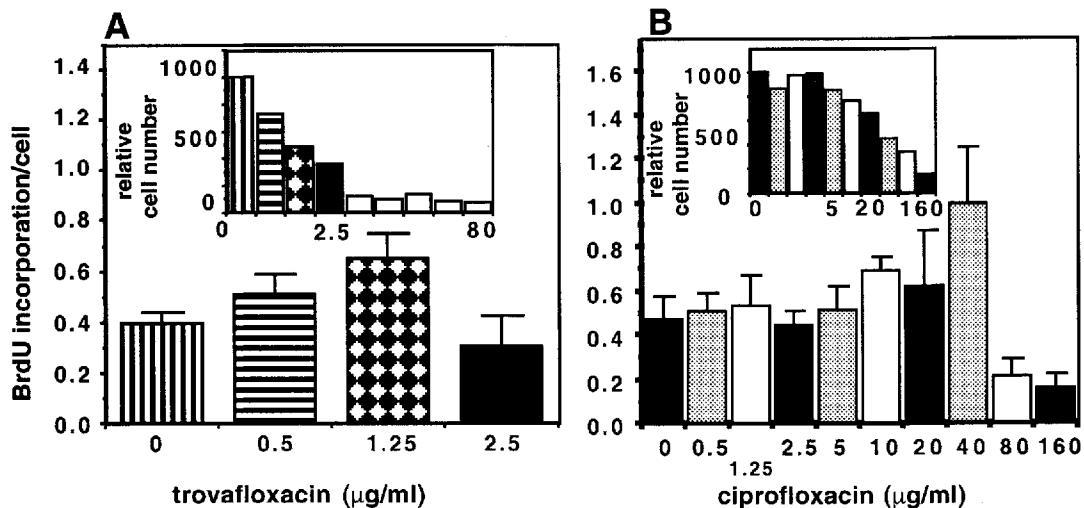 A
1.4
1.2
1.0
0.8
0.6
0.4
0.2
0.0
BrdU incorporation/cell
0 0.5 1.25 2.5
trovafloxacin (μg/ml)
1000
500
0
relative
cell number
0 2.5 80
B
1.6
1.4
1.2
1.0
0.8
0.6
0.4
0.2
0.0
0 0.5 1.25 2.5 5 10 20 40 80 160
ciprofloxacin (μg/ml)
1000
500
0
relative
cell number
0 5 20 160